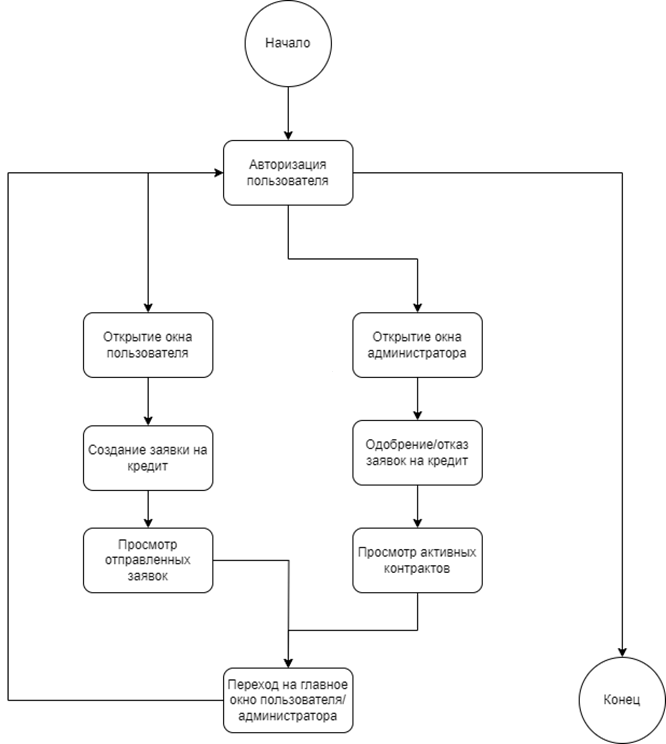 Начало
Авторизация
пользователя
Открытие окна
пользователя
Открытие окна
администратора
Создание заявки на
кредит
Одобрение/отказ
заявок на кредит
Просмотр
отправленных
заявок
Просмотр активных
контрактов
Переход на главное
окно пользователя/
администратора
Конец